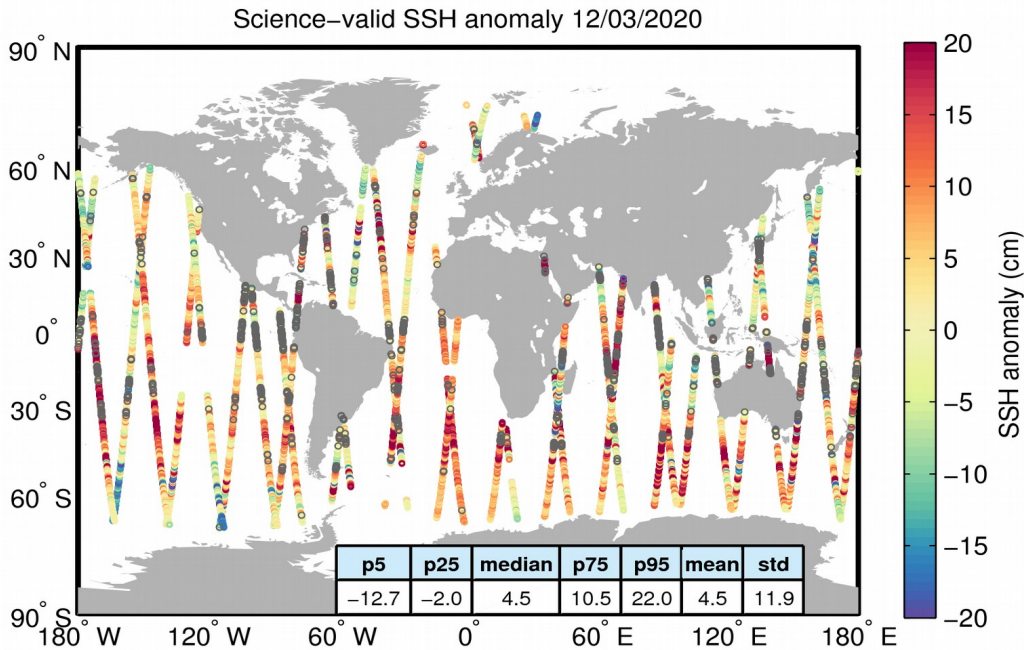 Science−valid SSH anomaly 12/03/2020
90° N
60° N
30° N
0°
30° S
60° S
90° S
180° W 120° W 60° W 0° 60° E 120° E 180° E
p5 p25 median p75 p95 mean std
−12.7 −2.0 4.5 10.5 22.0 4.5 11.9
20
15
10
5
0
−5
−10
−15
−20
SSH anomaly (cm)